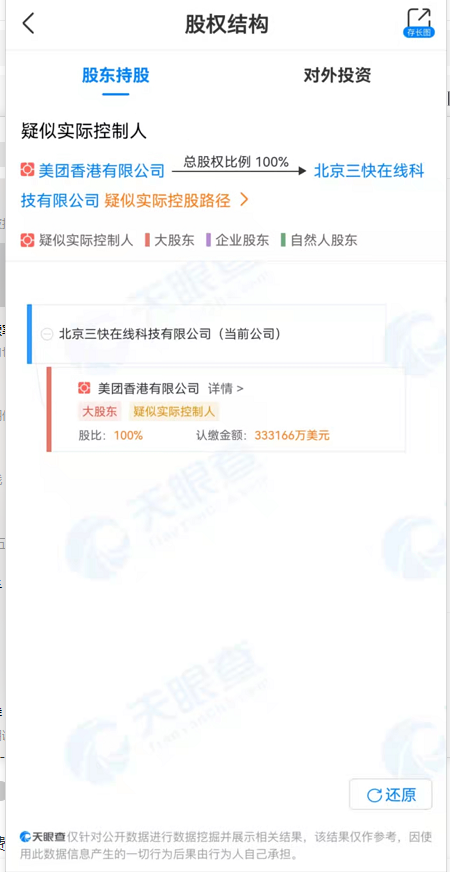 股权结构
存长图
股东持股 对外投资
疑似实际控制人
美团香港有限公司 总股权比例 100% 北京三快在线科
技有限公司 疑似实际控股路径 >
疑似实际控制人 大股东 企业股东 自然人股东
北京三快在线科技有限公司（当前公司）
美团香港有限公司 详情 >
大股东 疑似实际控制人
股比：100% 认缴金额：333166万美元
天眼查
天眼查
天眼查
还原
天眼查仅针对公开数据进行数据挖掘并展示相关结果，该结果仅作参考，因使
用此数据信息产生的一切行为后果由行为人自己承担。